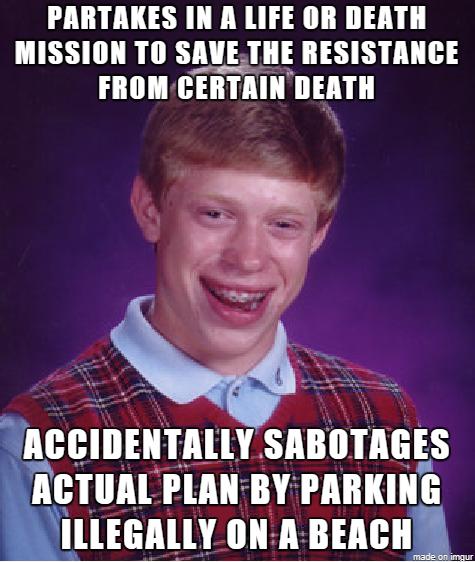 PARTAKES IN A LIFE OR DEATH
MISSION TO SAVE THE RESISTANCE
FROM CERTAIN DEATH
ACCIDENTALLY SABOTAGES
ACTUAL PLAN BY PARKING
ILLEGALLY ON A BEACH
made on imgur